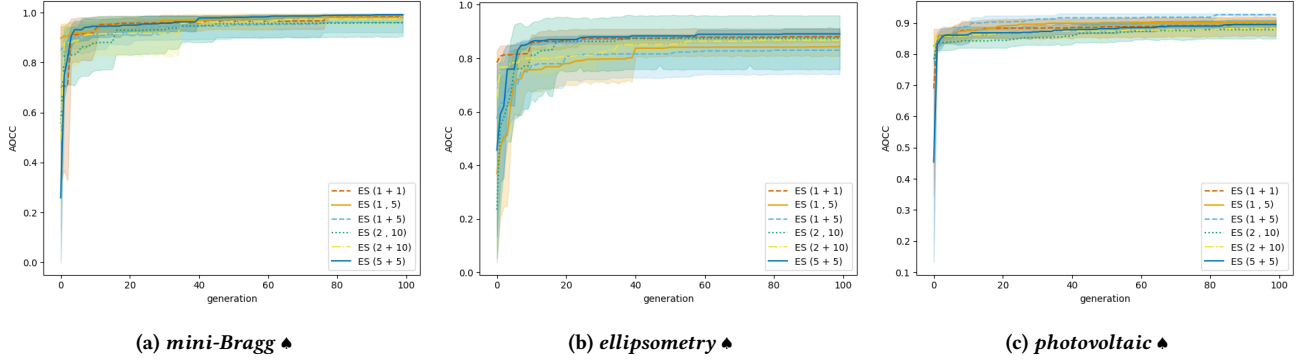 1.0
0.8
0.6
0.4
0.2
0.0
AOCC
0
20
40
60
80
100
generation
ES (1 + 1)
ES (1 , 5)
ES (1 + 5)
ES (2 , 10)
ES (2 + 10)
ES (5 + 5)
(a) mini-Bragg ♠
1.0
0.8
0.6
0.4
0.2
0.0
AOCC
0
20
40
60
80
100
generation
ES (1 + 1)
ES (1 , 5)
ES (1 + 5)
ES (2 , 10)
ES (2 + 10)
ES (5 + 5)
(b) ellipsometry ♠
0.9
0.8
0.7
0.6
0.5
0.4
0.3
0.2
0.1
AOCC
0
20
40
60
80
100
generation
ES (1 + 1)
ES (1 , 5)
ES (1 + 5)
ES (2 , 10)
ES (2 + 10)
ES (5 + 5)
(c) photovoltaic ♠